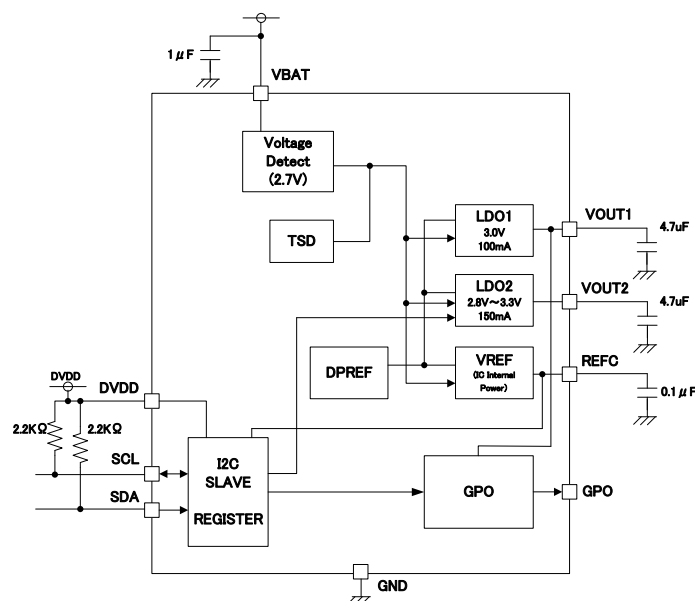 1μF
VBAT
Voltage
Detect
(2.7V)
TSD
LDO1
3.0V
100mA
VOUT1
4.7uF
LDO2
2.8V～3.3V
150mA
VOUT2
4.7uF
DPREF
VREF
(IC Internal
Power)
REFC
0.1μF
DVDD
DVDD
2.2KΩ
2.2KΩ
SCL
SDA
I2C
SLAVE
REGISTER
GPO
GPO
GND